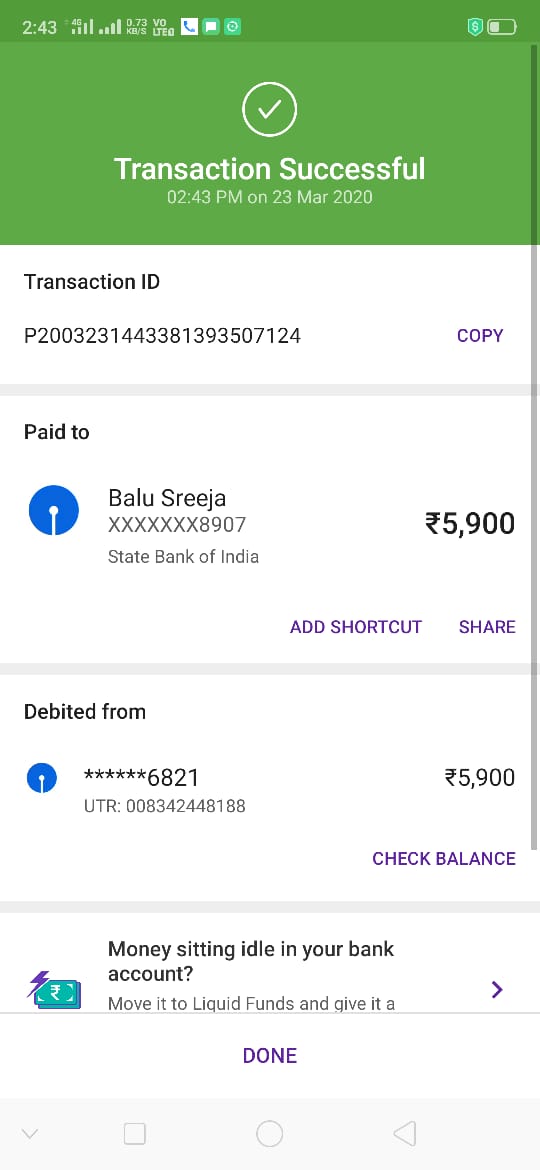 2:43 4G 0.73 KB/S VO LTE
Transaction Successful
02:43 PM on 23 Mar 2020
Transaction ID
P2003231443381393507124 COPY
Paid to
Balu Sreeja
XXXXXXX8907
₹5,900
State Bank of India
ADD SHORTCUT SHARE
Debited from
******6821 ₹5,900
UTR: 008342448188
CHECK BALANCE
Money sitting idle in your bank
account?
Move it to Liquid Funds and give it a
DONE